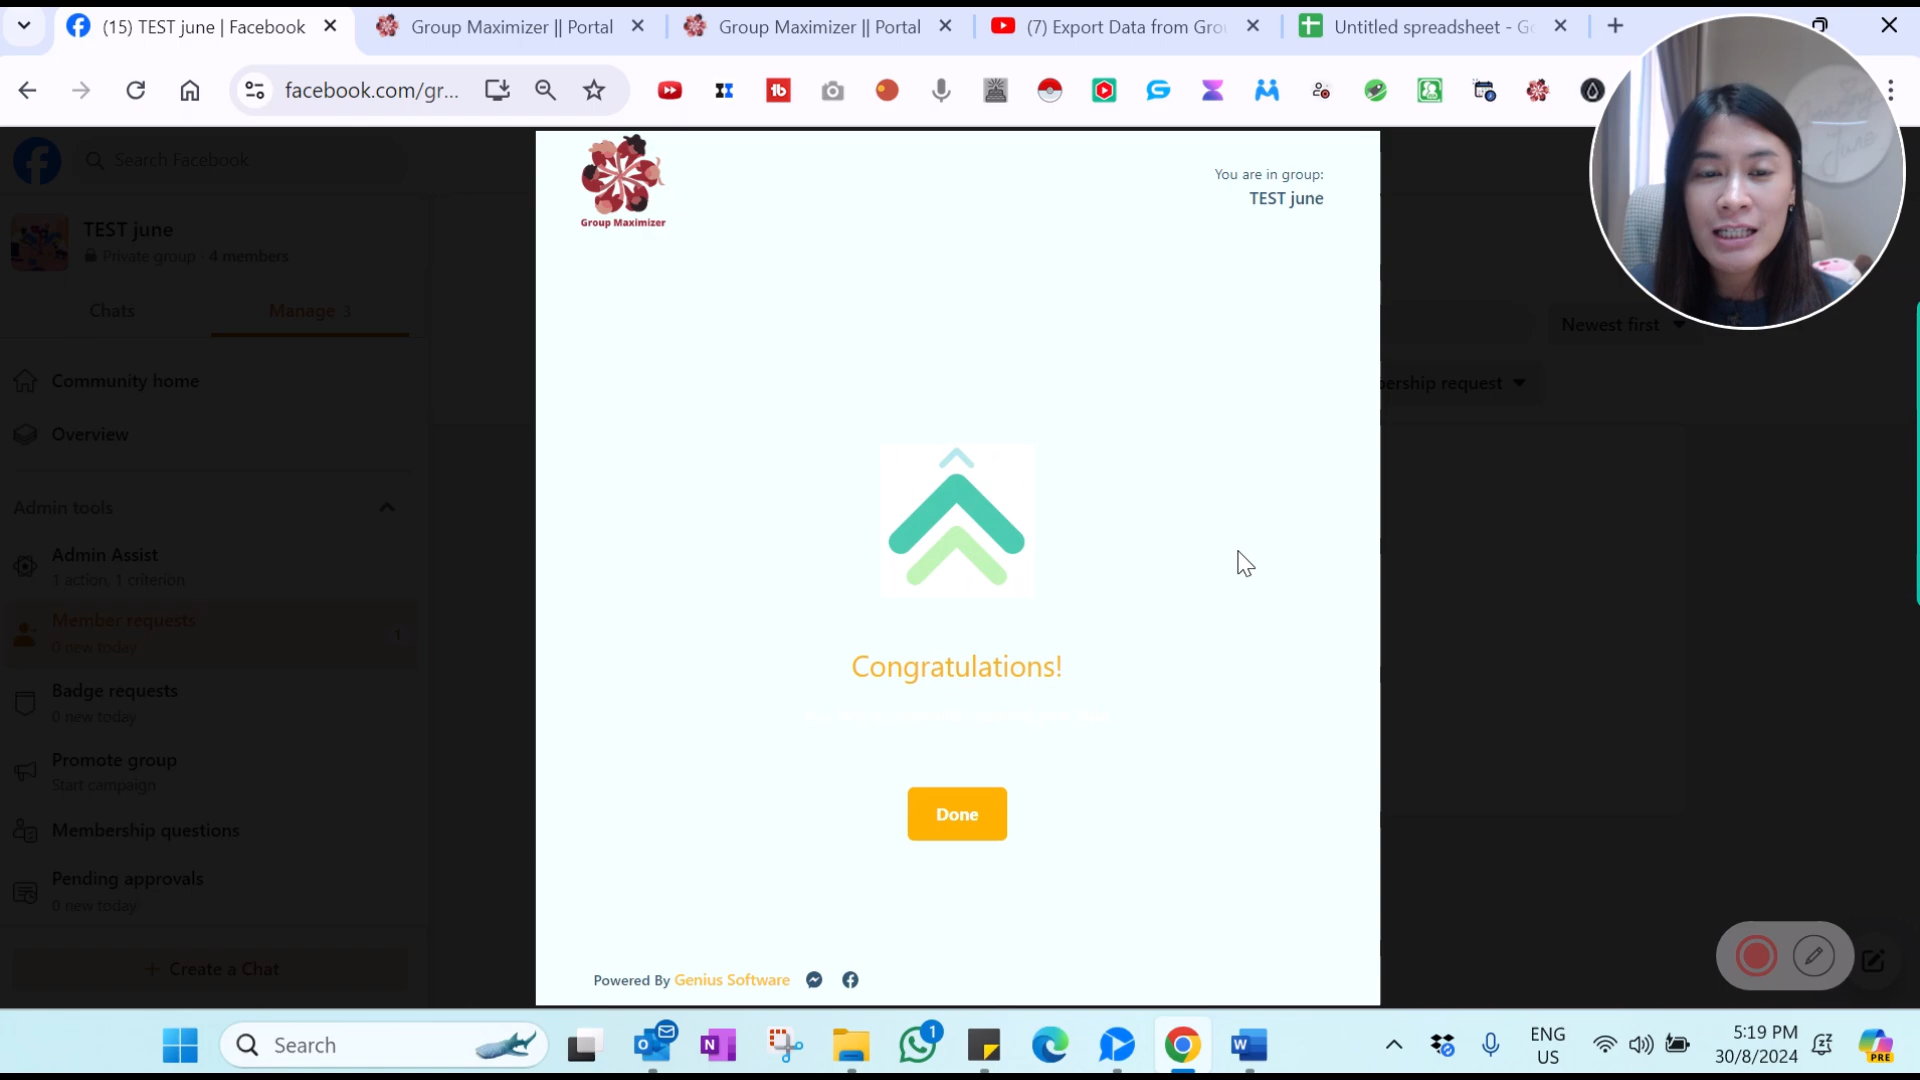 (15) TEST june | Facebook
Group Maximizer || Portal
Group Maximizer || Portal
(7) Export Data from Gro
Untitled spreadsheet - Go
facebook.com/gr...
Search Facebook
TEST june
Private group · 4 members
Chats
Manage 3
Community home
Overview
Admin tools
Admin Assist
1 action, 1 criterion
Member requests
0 new today
1
Badge requests
0 new today
Promote group
Start campaign
Membership questions
Pending approvals
0 new today
+ Create a Chat
Group Maximizer
You are in group:
TEST june
Congratulations!
Done
Powered By Genius Software
Newest first
ership request
Search
1
ENG
US
5:19 PM
30/8/2024
PRE